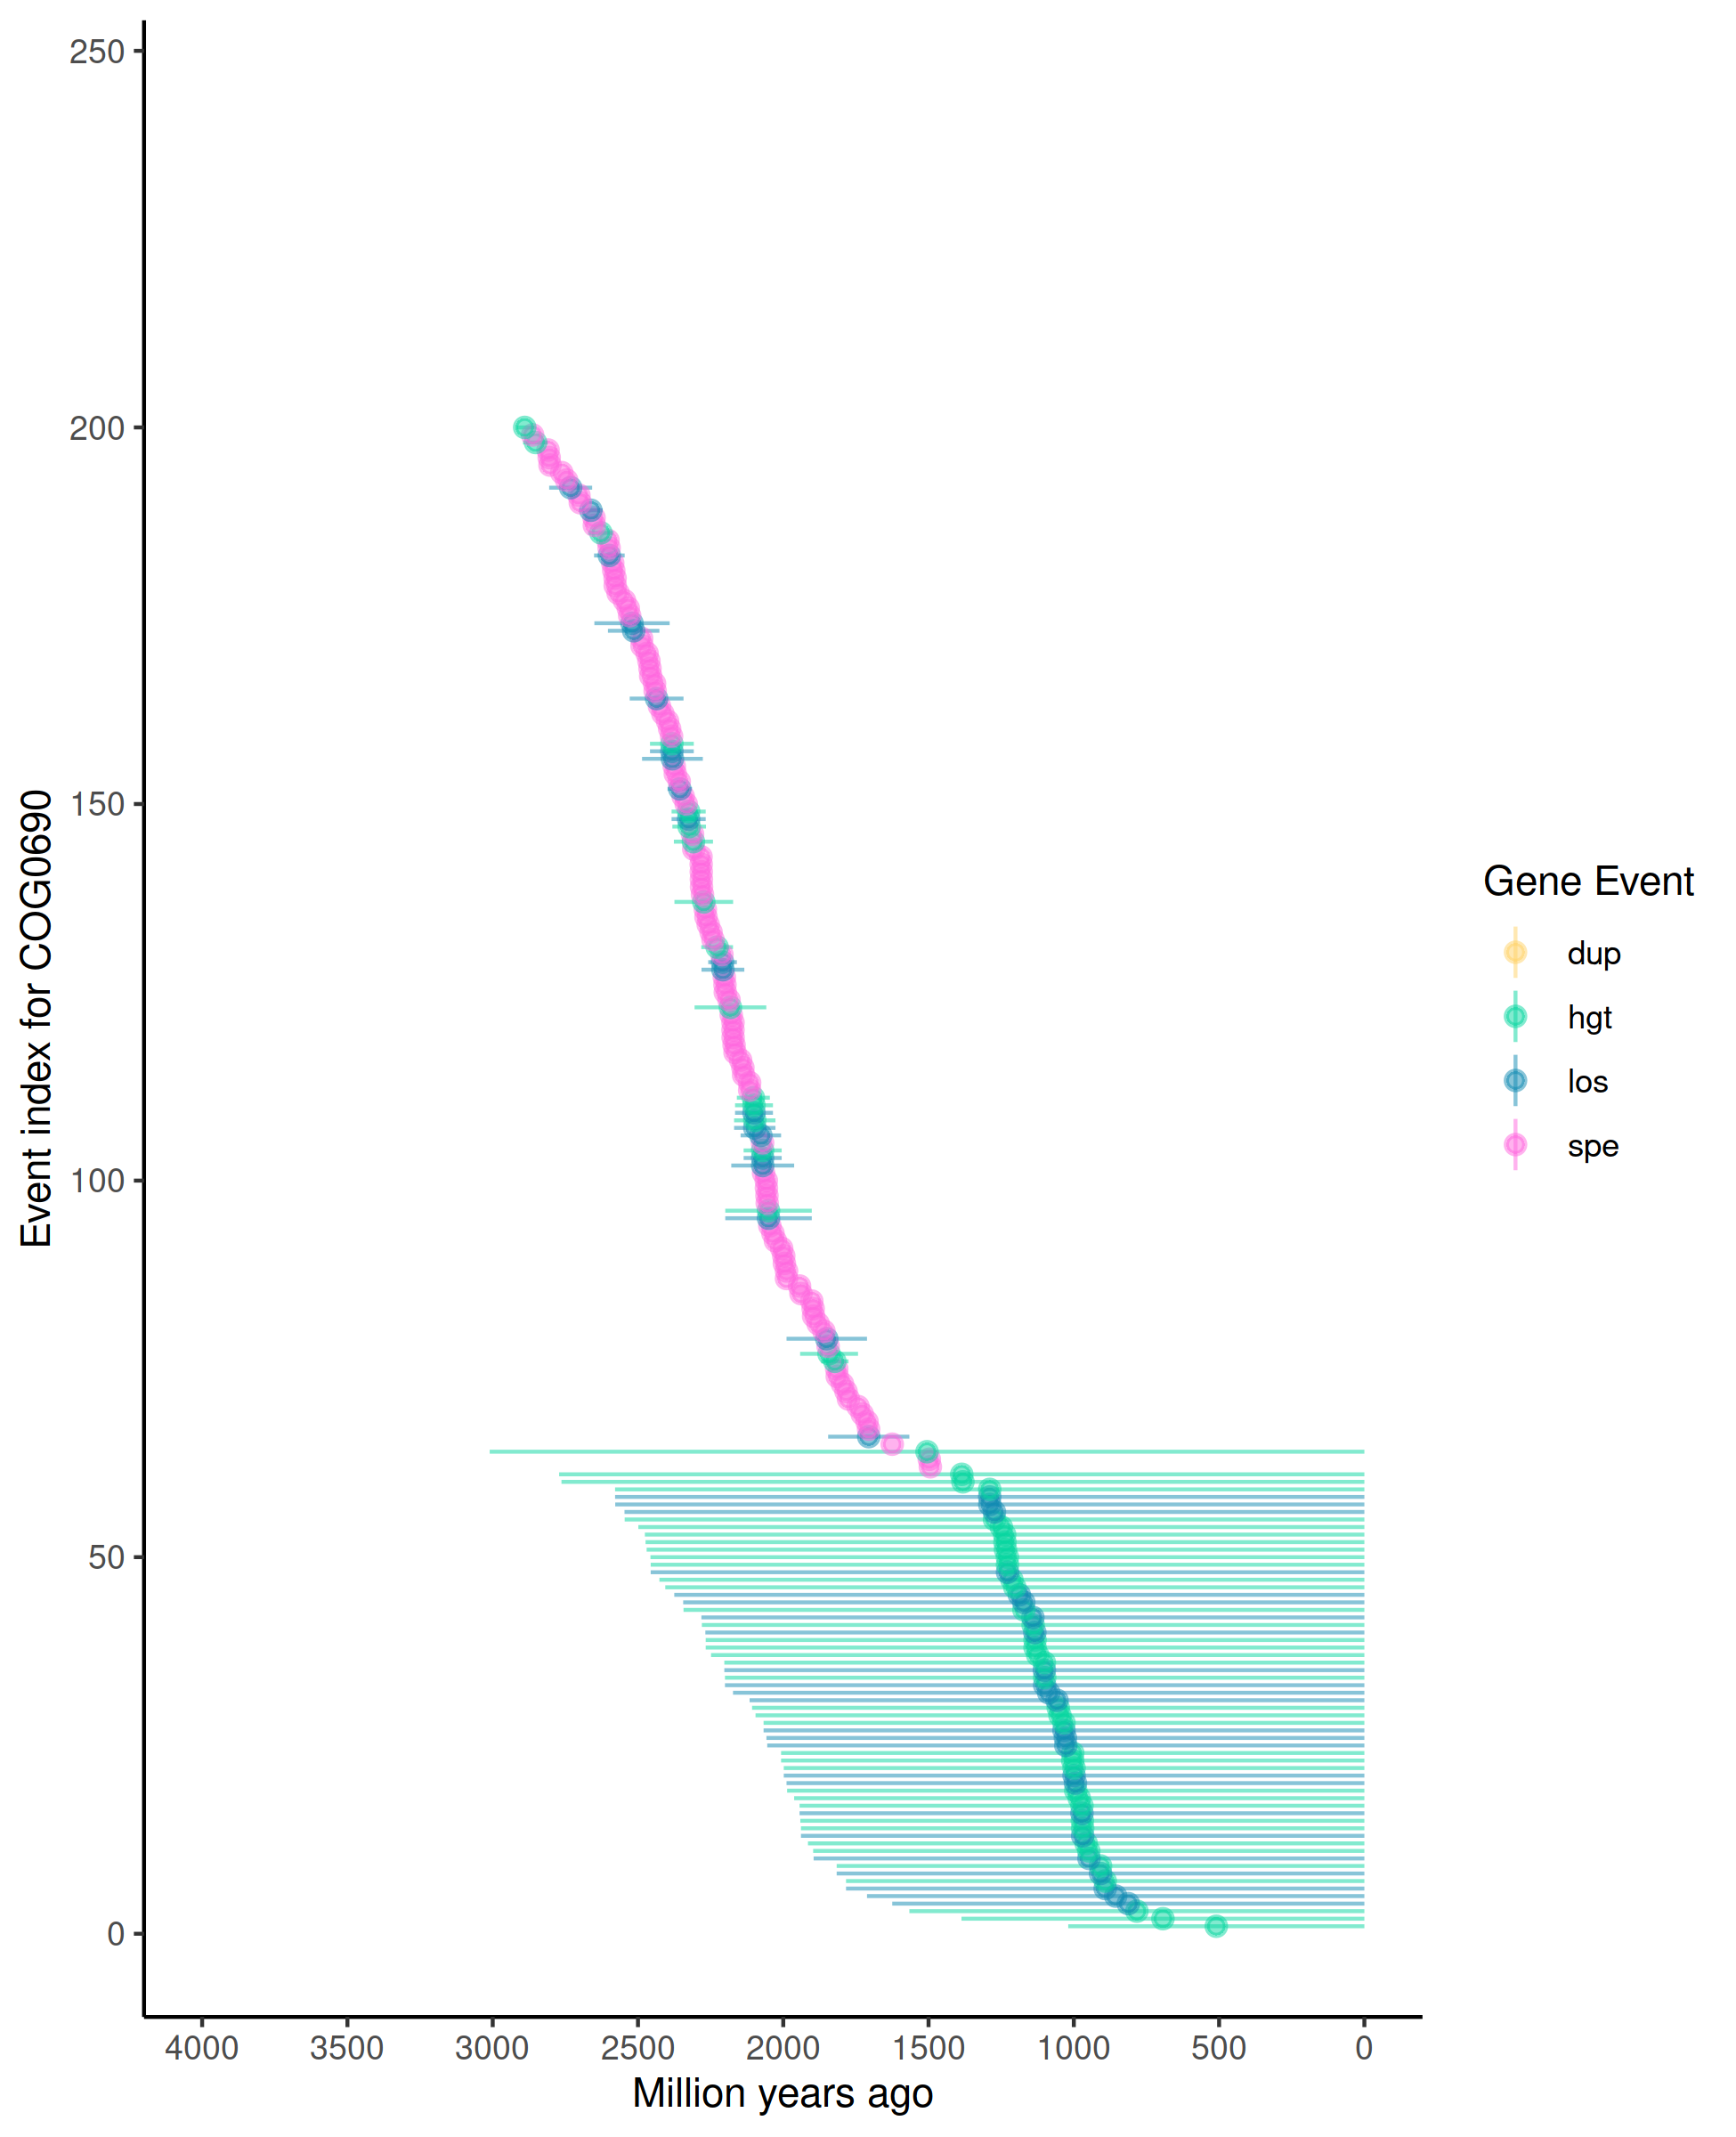 250
200
150
100
50
0
Event index for COG0690
4000 3500 3000 2500 2000 1500 1000 500 0
Million years ago
Gene Event
dup
hgt
los
spe